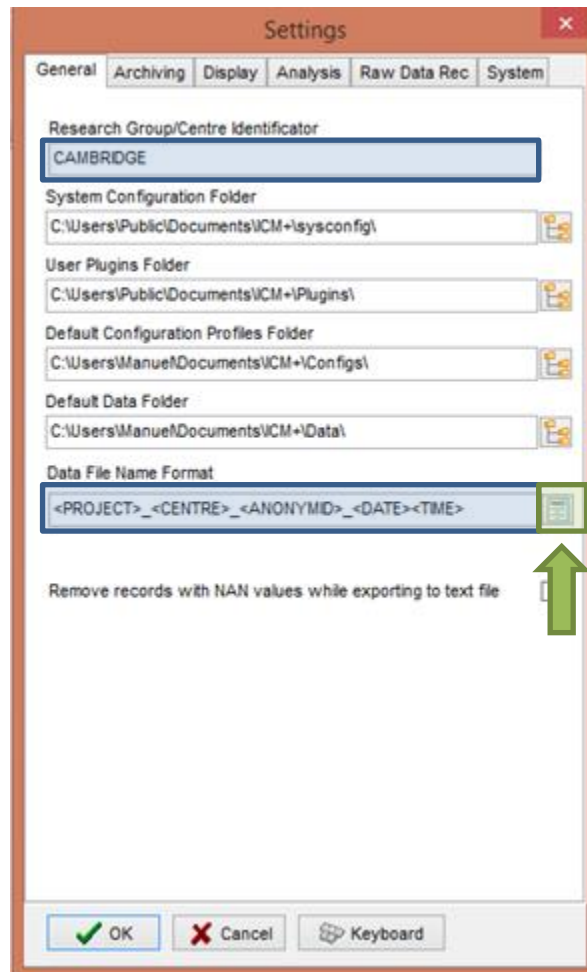 Settings
General Archiving Display Analysis Raw Data Rec System
Research Group/Centre Identificator
CAMBRIDGE
System Configuration Folder
C:\Users\Public\Documents\ICM+\sysconfig\
User Plugins Folder
C:\Users\Public\Documents\ICM+\Plugins\
Default Configuration Profiles Folder
C:\Users\Manuel\Documents\ICM+\Configs\
Default Data Folder
C:\Users\Manuel\Documents\ICM+\Data\
Data File Name Format
<PROJECT>_<CENTRE>_<ANONYMID>_<DATE><TIME>
Remove records with NAN values while exporting to text file
OK Cancel Keyboard